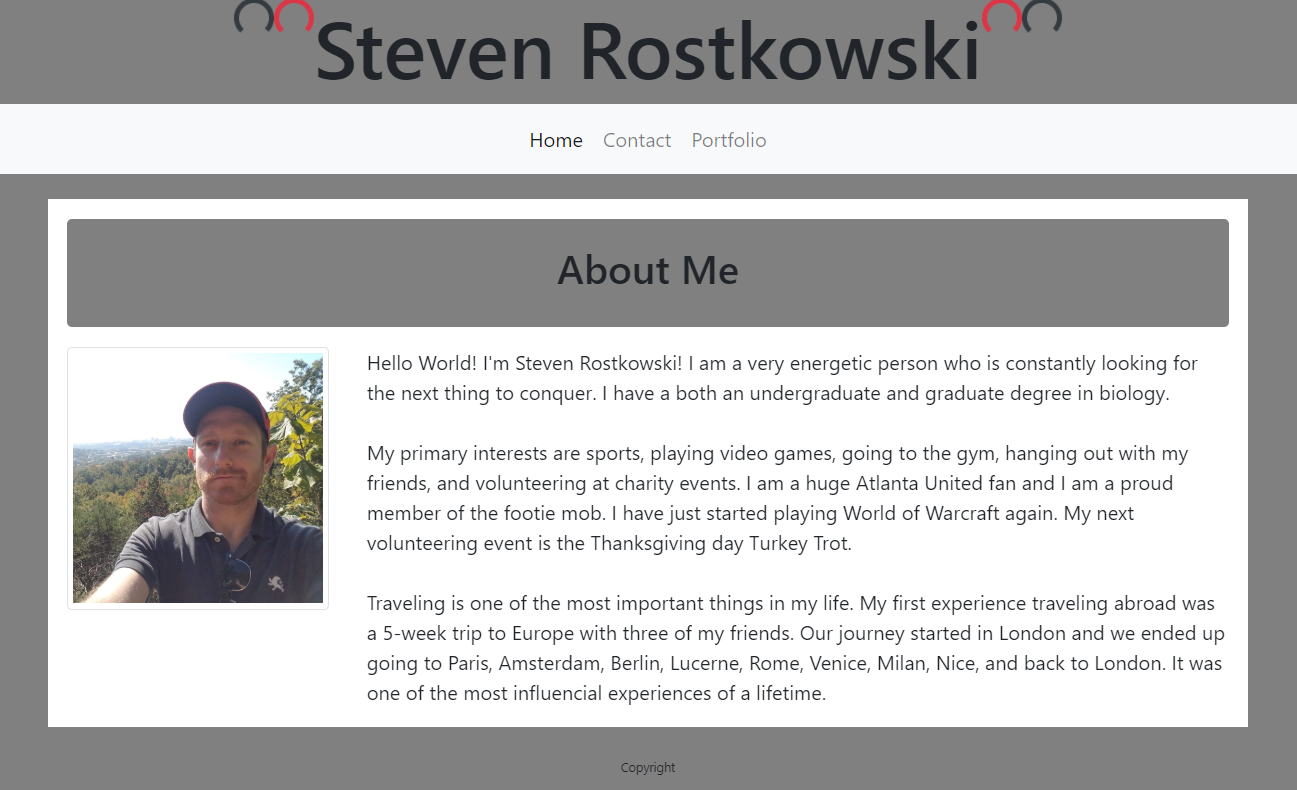 Steven Rostkowski
Home Contact Portfolio
About Me
Hello World! I'm Steven Rostkowski! I am a very energetic person who is constantly looking for
the next thing to conquer. I have a both an undergraduate and graduate degree in biology.
My primary interests are sports, playing video games, going to the gym, hanging out with my
friends, and volunteering at charity events. I am a huge Atlanta United fan and I am a proud
member of the footie mob. I have just started playing World of Warcraft again. My next
volunteering event is the Thanksgiving day Turkey Trot.
Traveling is one of the most important things in my life. My first experience traveling abroad was
a 5-week trip to Europe with three of my friends. Our journey started in London and we ended up
going to Paris, Amsterdam, Berlin, Lucerne, Rome, Venice, Milan, Nice, and back to London. It was
one of the most influencial experiences of a lifetime.
Copyright